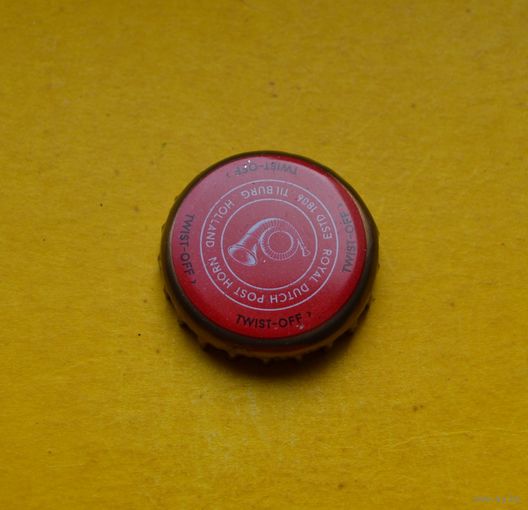 TWIST-OFF ›
TWIST-OFF ›
TWIST-OFF ›
TWIST-OFF ›
ROYAL DUTCH POST HORN
HOLLAND TILBURG ESTD 1806